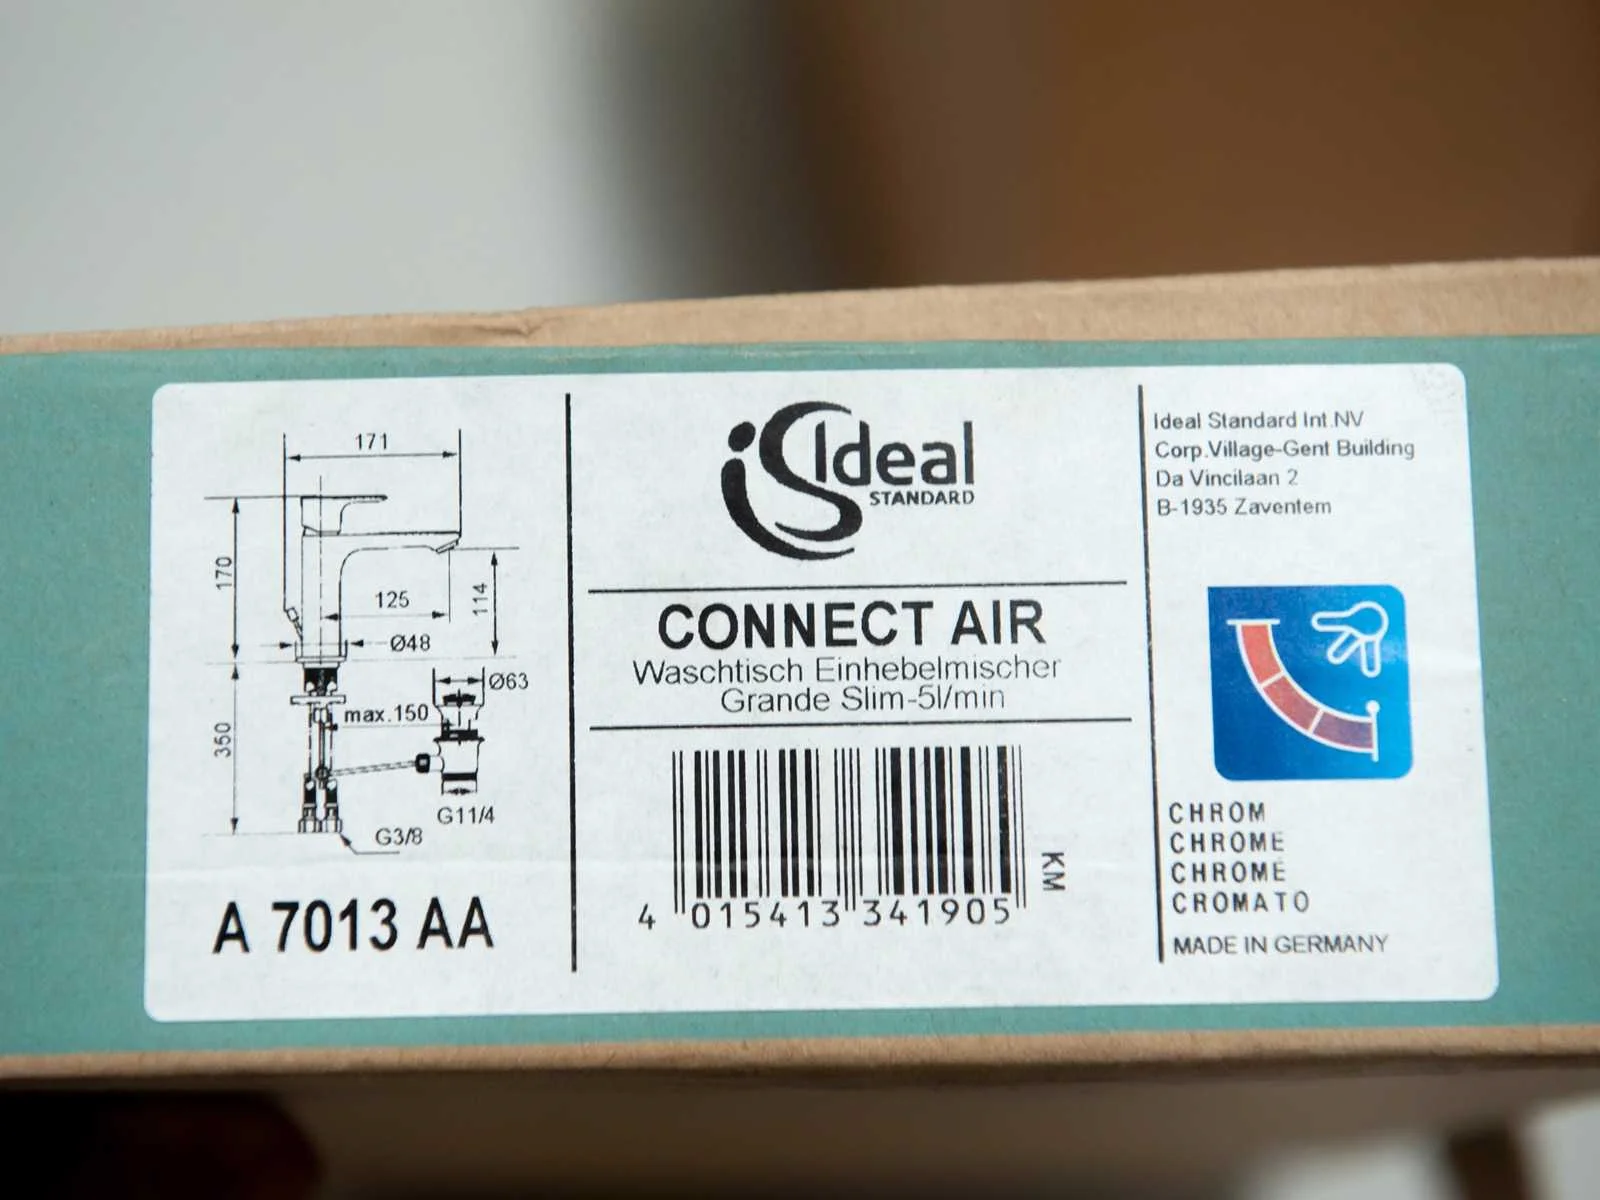 171
170
125
114
Ø48
Ø63
max.150
350
G11/4
G3/8
A 7013 AA
Ideal
STANDARD
CONNECT AIR
Waschtisch Einhebelmischer
Grande Slim-5l/min
4 015413 341905
KM
Ideal Standard Int.NV
Corp.Village-Gent Building
Da Vincilaan 2
B-1935 Zaventem
CHROM
CHROME
CHROMÉ
CROMATO
MADE IN GERMANY